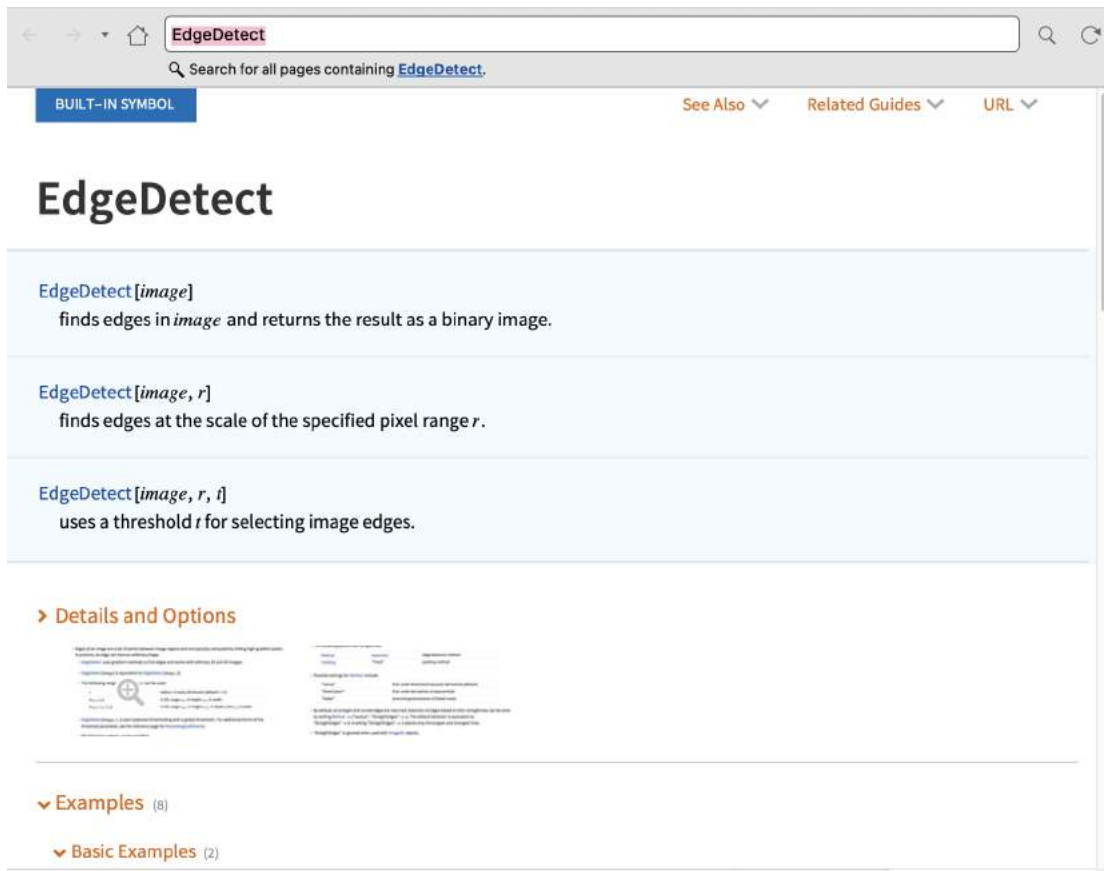 EdgeDetect
Search for all pages containing EdgeDetect.
BUILT-IN SYMBOL
See Also
Related Guides
URL
EdgeDetect
EdgeDetect[image]
finds edges in image and returns the result as a binary image.
EdgeDetect[image, r]
finds edges at the scale of the specified pixel range r.
EdgeDetect[image, r, t]
uses a threshold t for selecting image edges.
Details and Options
Examples (8)
Basic Examples (2)